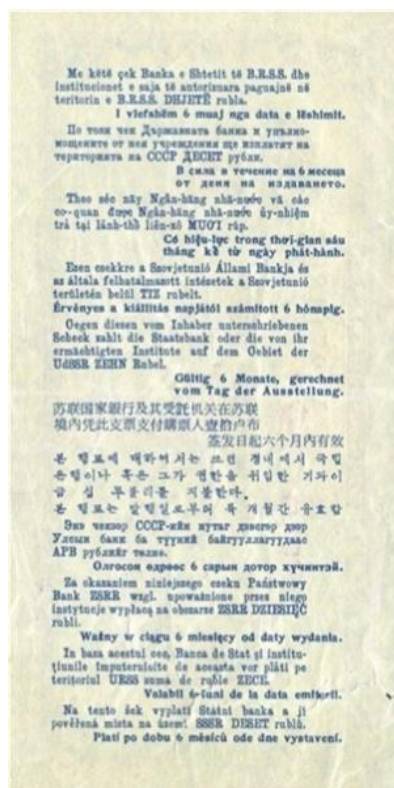 Me këtë çek Banka e Shtetit të B.R.S.S. dhe
institucionet e saja të autorizuara paguajnë në
teritorin e B.R.S.S. DHJETË rubla.
I vlefshëm 6 muaj nga data e lëshimit.
По този чек Държавната банка и упълно-
мощените от нея учреждения ще изплатят на
територията на СССР ДЕСЕТ рубли.
В сила в течение на 6 месеца
от деня на издаването.
Theo séc này Ngân-hàng nhà-nước và các
cơ-quan được Ngân-hàng nhà-nước ủy-nhiệm
trả tại lãnh-thổ liên-xô MƯỜI rúp.
Có hiệu-lực trong thời-gian sáu
tháng kể từ ngày phát-hành.
Ezen csekkre a Szovjetunió Állami Bankja és
az általa felhatalmazott intézetek a Szovjetunió
területén belül TIZ rubelt.
Érvényes a kiállítás napjától számított 6 hónapig.
Gegen diesen vom Inhaber unterschriebenen
Scheck zahlt die Staatsbank oder die von ihr
ermächtigten Institute auf dem Gebiet der
UdSSR ZEHN Rubel.
Gültig 6 Monate, gerechnet
vom Tag der Ausstellung.
苏联国家銀行及其受託机关在苏联
境内凭此支票支付購票人壹拾卢布
签发日起六个月内有效
본 행표에 대하여서는 쏘련 경내에서 국립
은행이나 혹은 그가 권한을 위임한 기관이
금 십 루블리를 지불한다.
본 행표는 발행일로부터 륙 개월간 유효함
Энэ чекээр СССР-ийн нутаг дэвсгэр дээр
Улсын банк ба түүний байгууллагуудаас
АРВ рублийг төлнө.
Олгосон өдрөөс 6 сарын дотор хүчинтэй.
Za okazaniem niniejszego czeku Państwowy
Bank ZSRR wzgl. upoważnione przez niego
instytucje wypłacą na obszarze ZSRR DZIESIĘĆ
rubli.
Ważny w ciągu 6 miesięcy od daty wydania.
In baza acestui cec, Banca de Stat și institu-
țiunile împuternicite de aceasta vor plăti pe
teritoriul URSS suma de ruble ZECE.
Valabil 6-luni de la data emiterii.
Na tento šek vyplatí Státní banka a jí
pověřená místa na území SSSR DESET rublů.
Platí po dobu 6 měsíců ode dne vystavení.